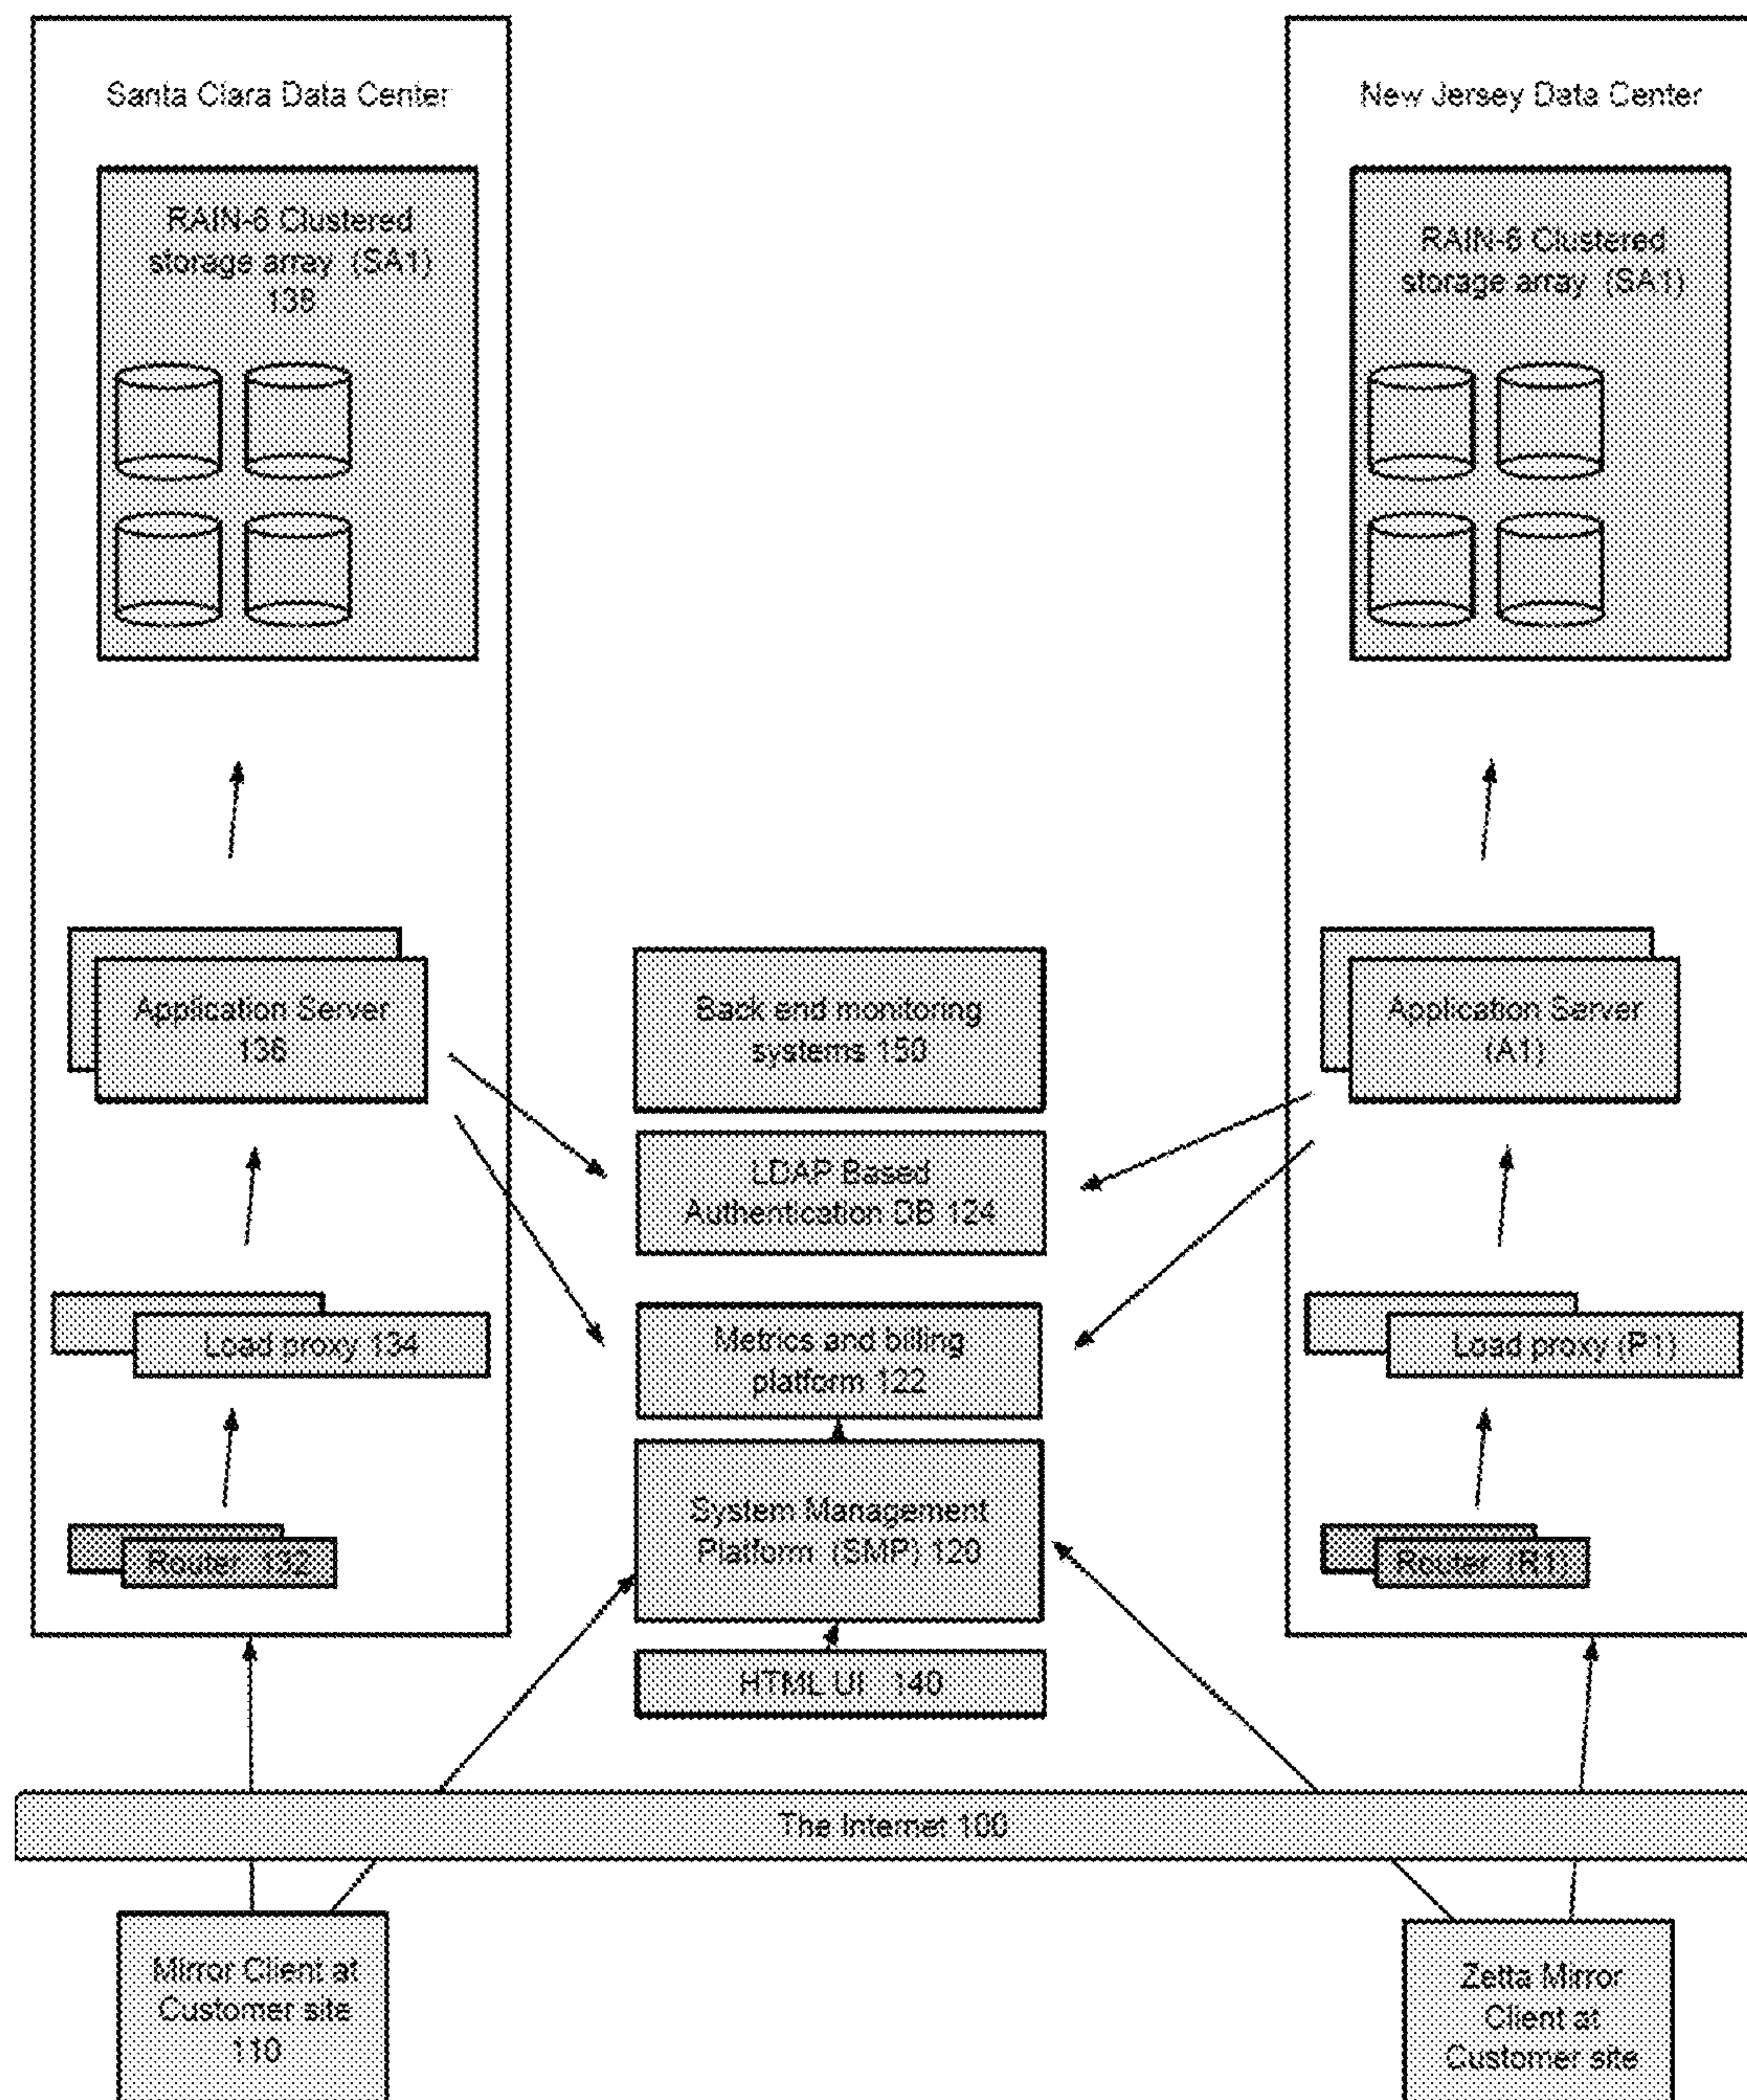 Santa Clara Data Center
RAIN-6 Clustered
storage array (SA1)
138
Application Server
136
Load proxy 134
Router 132
Back end monitoring
systems 150
LDAP Based
Authentication DB 124
Metrics and billing
platform 122
System Management
Platform (SMP) 120
HTML UI 140
New Jersey Data Center
RAIN-6 Clustered
storage array (SA1)
Application Server
(A1)
Load proxy (P1)
Router (R1)
The Internet 100
Mirror Client at
Customer site
110
Zetta Mirror
Client at
Customer site